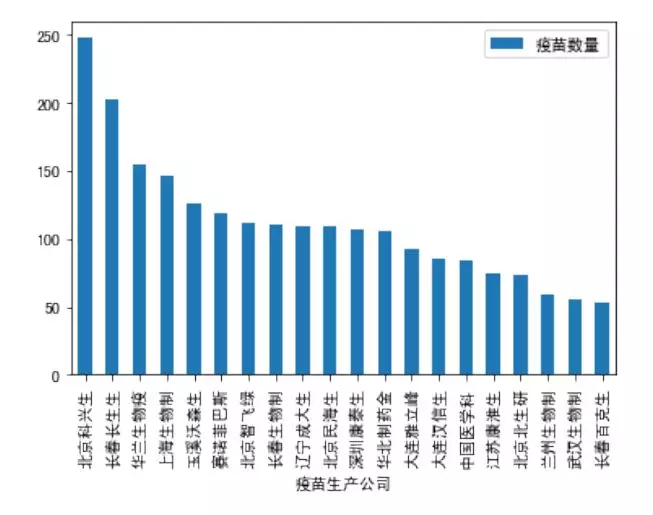 疫苗数量
250
200
150
100
50
0
北京科兴生
长春长生生
华兰生物疫
上海生物制
玉溪沃森生
赛诺菲巴斯
北京智飞绿
长春生物制
辽宁成大生
北京民海生
深圳康泰生
华北制药金
大连雅立峰
大连汉信生
中国医学科
江苏康淮生
北京北生研
兰州生物制
武汉生物制
长春百克生
疫苗生产公司